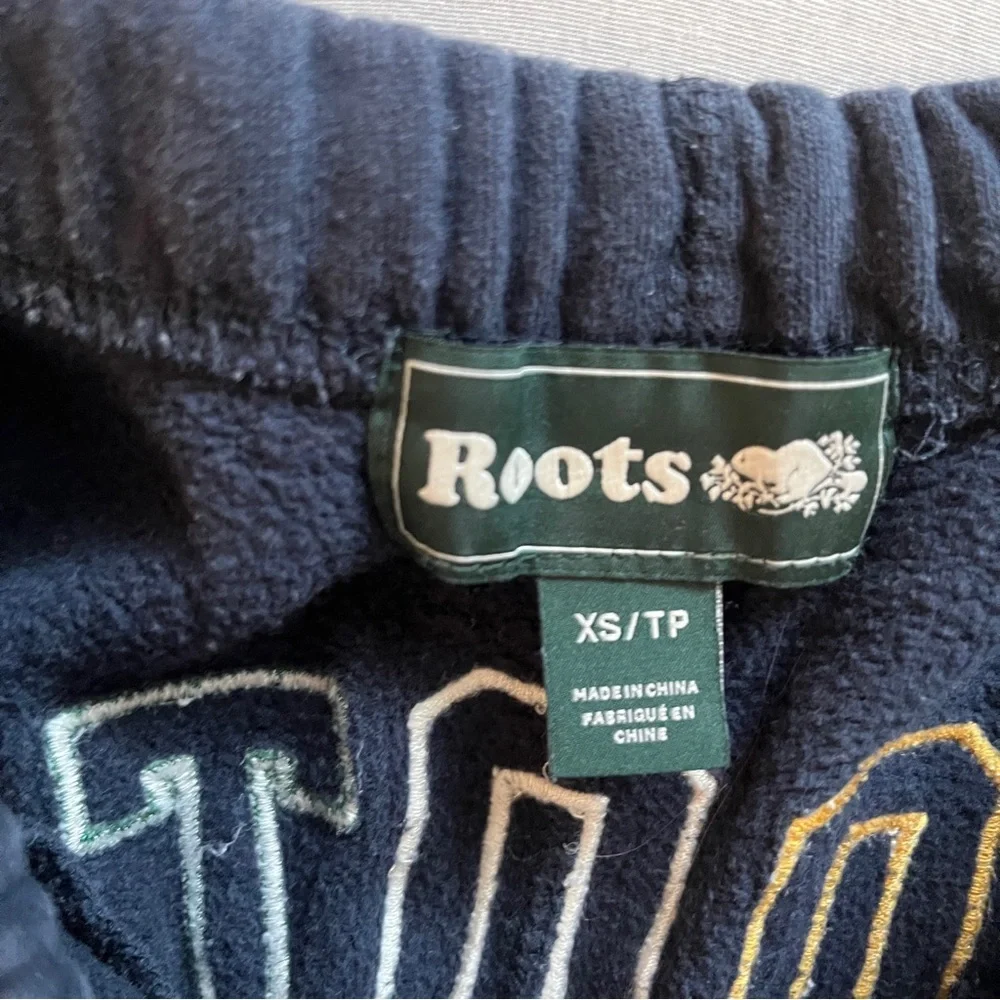 Roots
XS/TP
MADE IN CHINA
FABRIQUÉ EN
CHINE